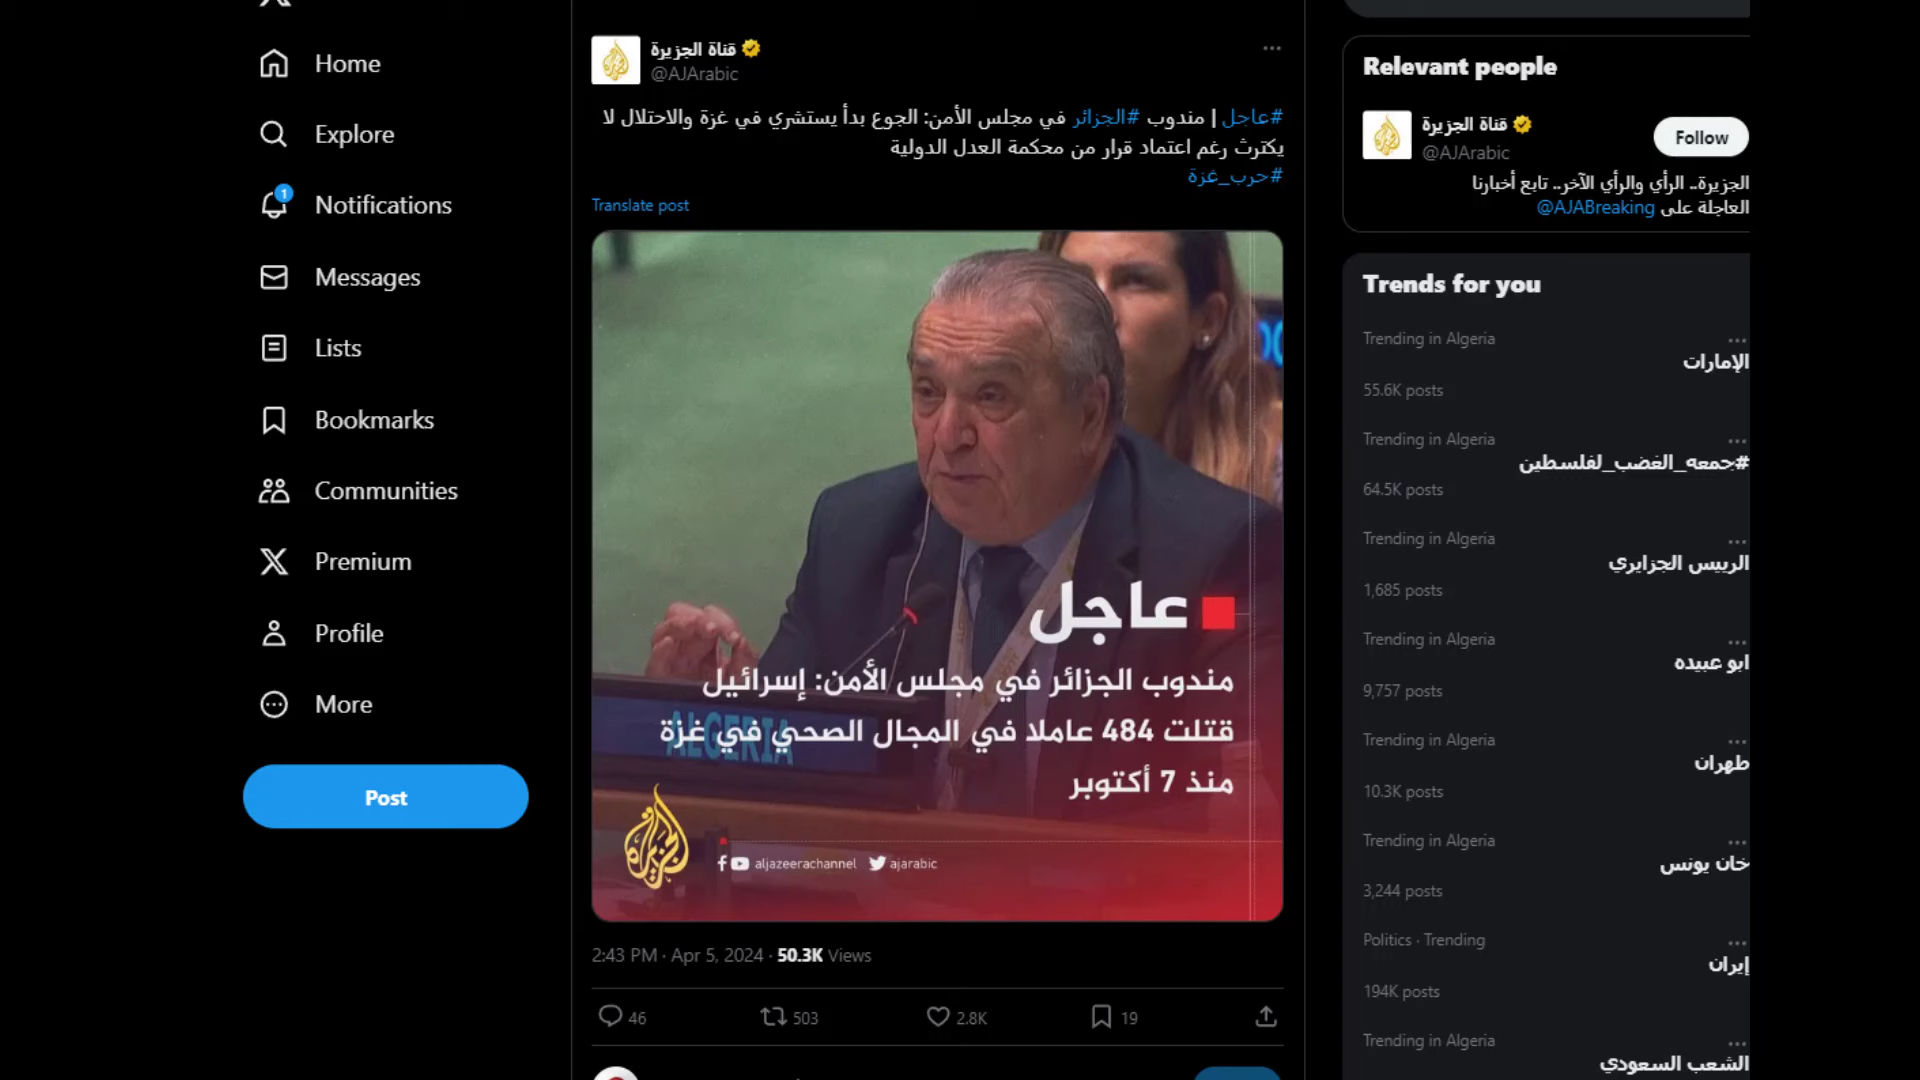 Home
Explore
1
Notifications
Messages
Lists
Bookmarks
Communities
Premium
Profile
More
Post
قناة الجزيرة
@AJArabic
#عاجل | مندوب #الجزائر في مجلس الأمن: الجوع بدأ يستشري في غزة والاحتلال لا
يكترث رغم اعتماد قرار من محكمة العدل الدولية
#حرب_غزة
Translate post
عاجل
مندوب الجزائر في مجلس الأمن: إسرائيل
قتلت 484 عاملا في المجال الصحي في غزة
منذ 7 أكتوبر
ALGERIA
الجزيرة
aljazeerachannel ajarabic
2:43 PM · Apr 5, 2024 · 50.3K Views
46 503 2.8K 19
Relevant people
قناة الجزيرة
@AJArabic
Follow
الجزيرة.. الرأي والرأي الآخر.. تابع أخبارنا
العاجلة على @AJABreaking
Trends for you
Trending in Algeria
الإمارات
55.6K posts
Trending in Algeria
#جمعه_الغضب_لفلسطين
64.5K posts
Trending in Algeria
الرييس الجزايري
1,685 posts
Trending in Algeria
ابو عبيده
9,757 posts
Trending in Algeria
طهران
10.3K posts
Trending in Algeria
خان يونس
3,244 posts
Politics · Trending
إيران
194K posts
Trending in Algeria
الشعب السعودي